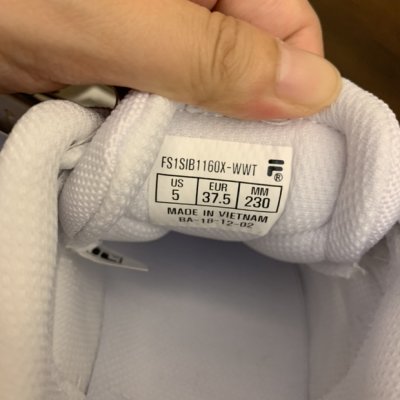 FS1SIB1160X-WWT
F®
US EUR MM
5 37.5 230
MADE IN VIETNAM
BA-18-12-02